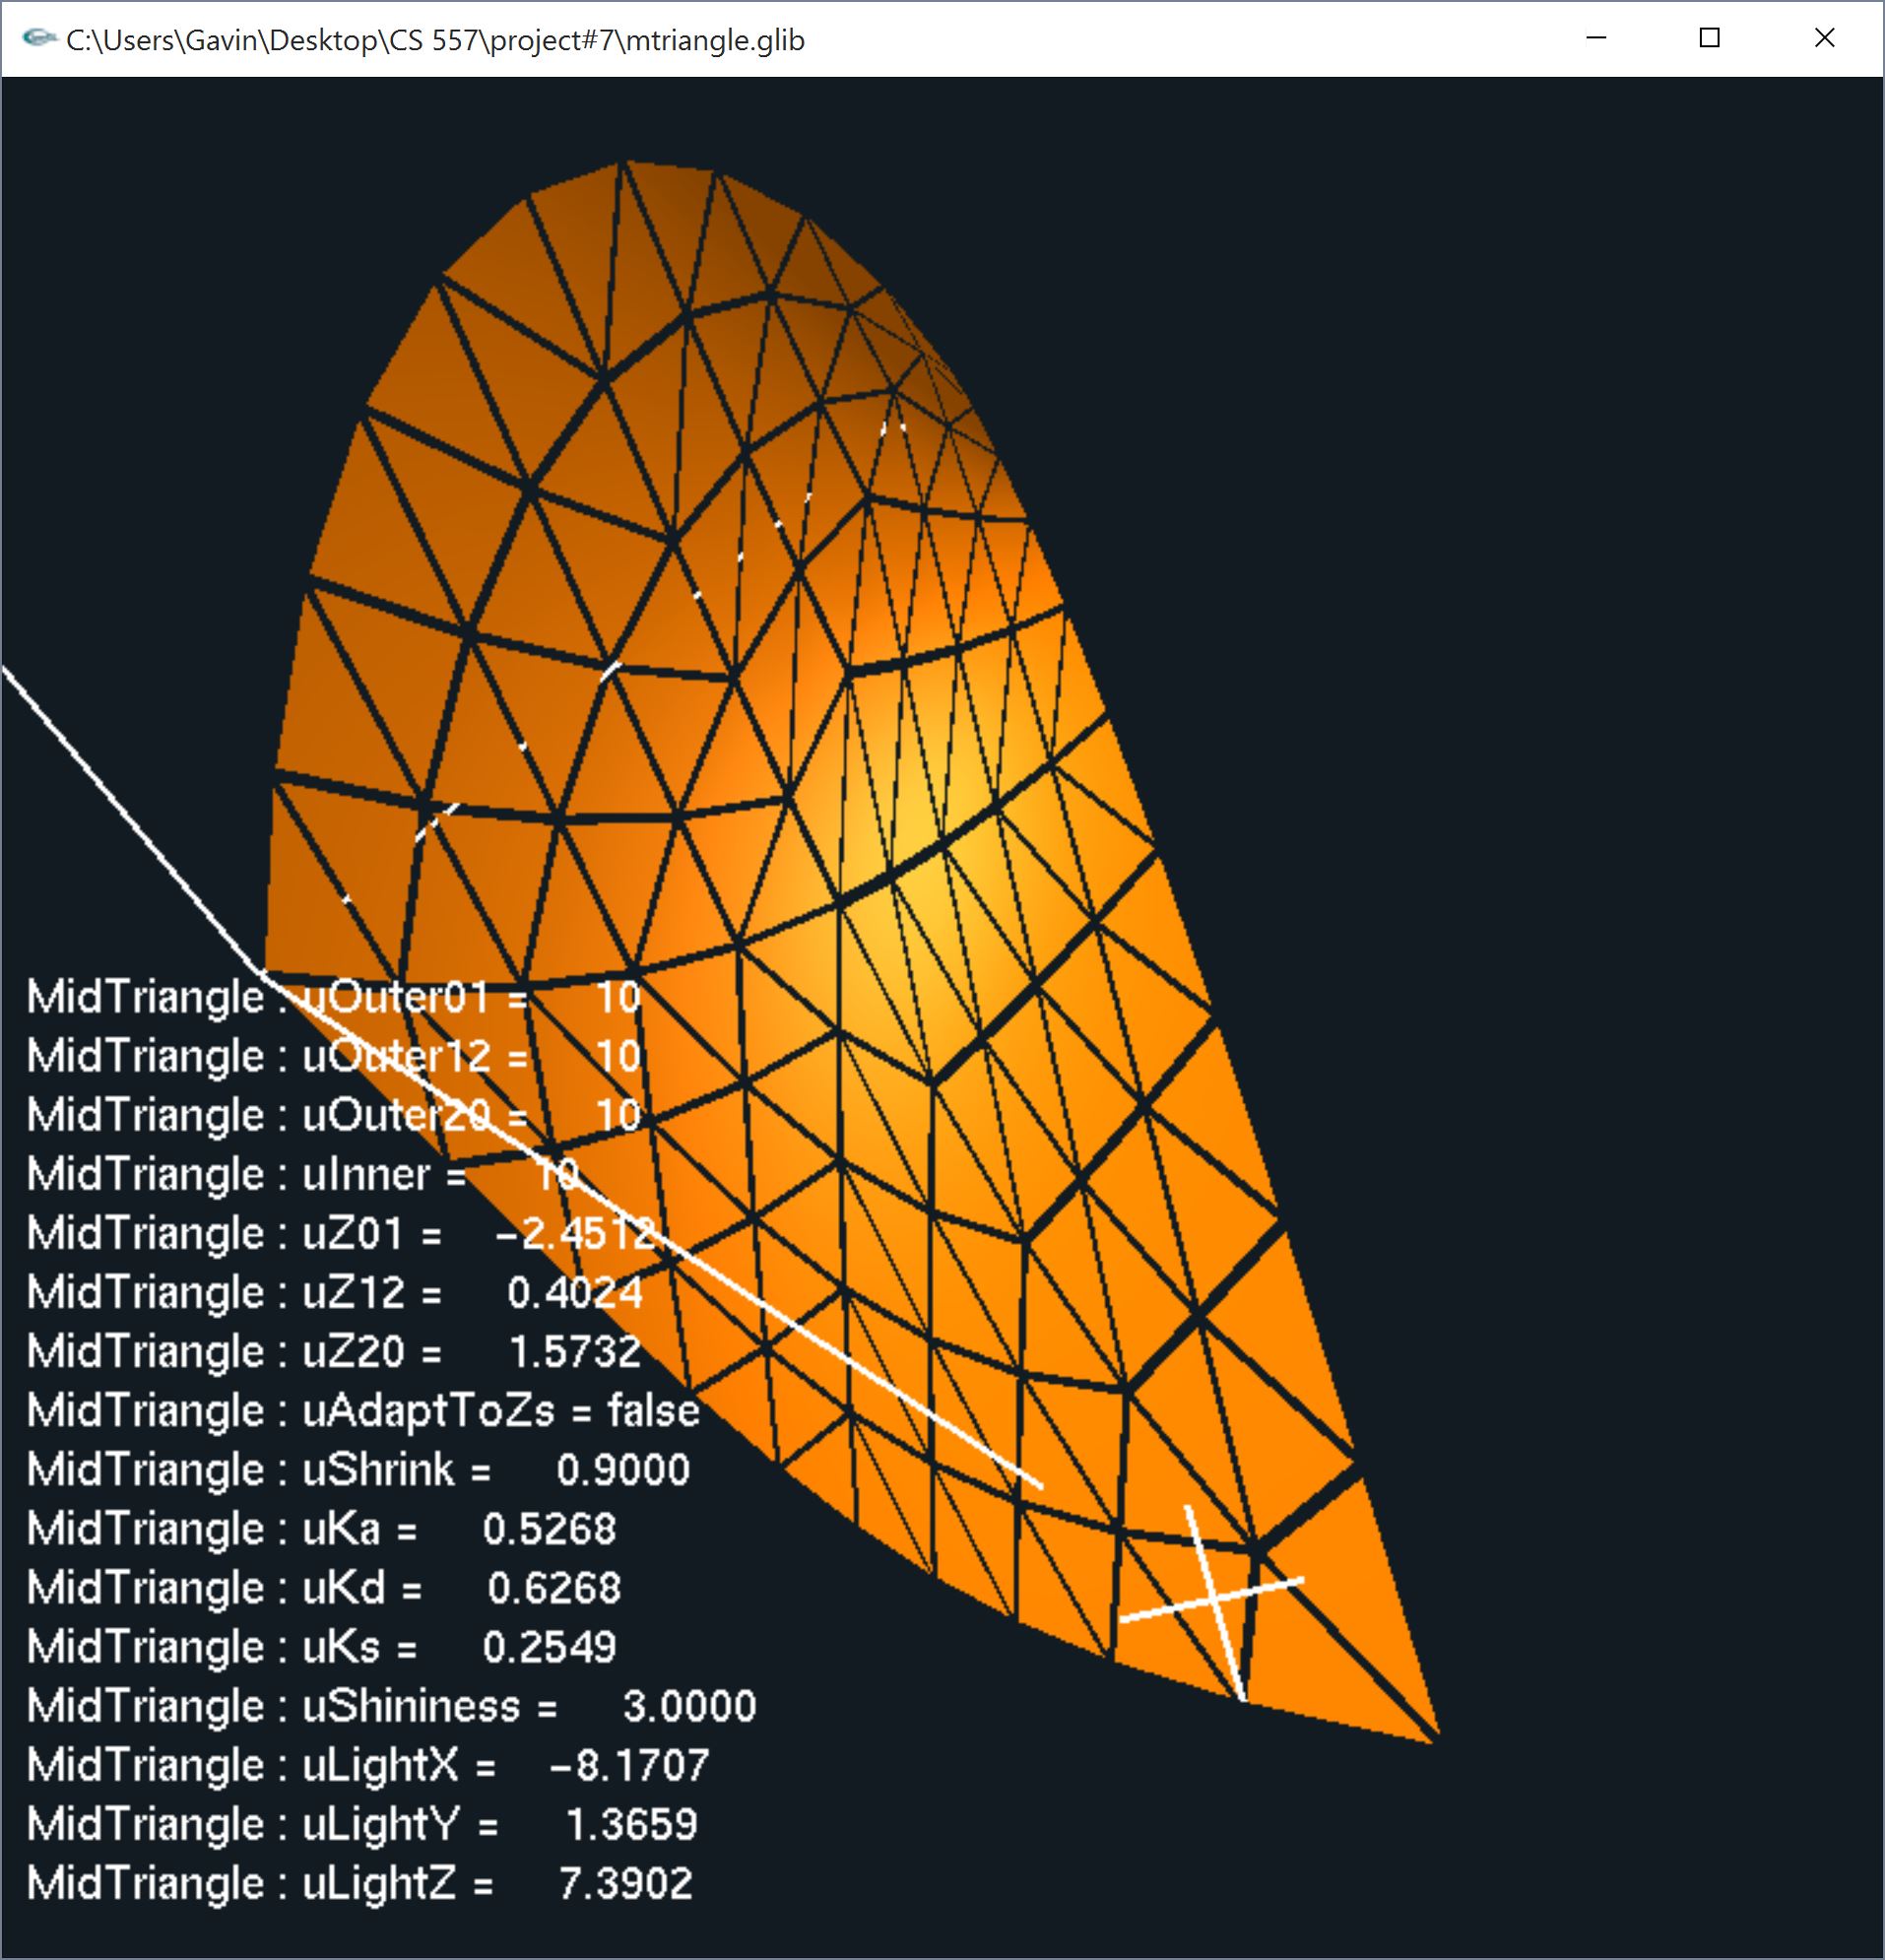 C:\Users\Gavin\Desktop\CS 557\project#7\mtriangle.glib
MidTriangle : uOuter01 = 10
MidTriangle : uOuter12 = 10
MidTriangle : uOuter20 = 10
MidTriangle : uInner = 10
MidTriangle : uZ01 = -2.4512
MidTriangle : uZ12 = 0.4024
MidTriangle : uZ20 = 1.5732
MidTriangle : uAdaptToZs = false
MidTriangle : uShrink = 0.9000
MidTriangle : uKa = 0.5268
MidTriangle : uKd = 0.6268
MidTriangle : uKs = 0.2549
MidTriangle : uShininess = 3.0000
MidTriangle : uLightX = -8.1707
MidTriangle : uLightY = 1.3659
MidTriangle : uLightZ = 7.3902